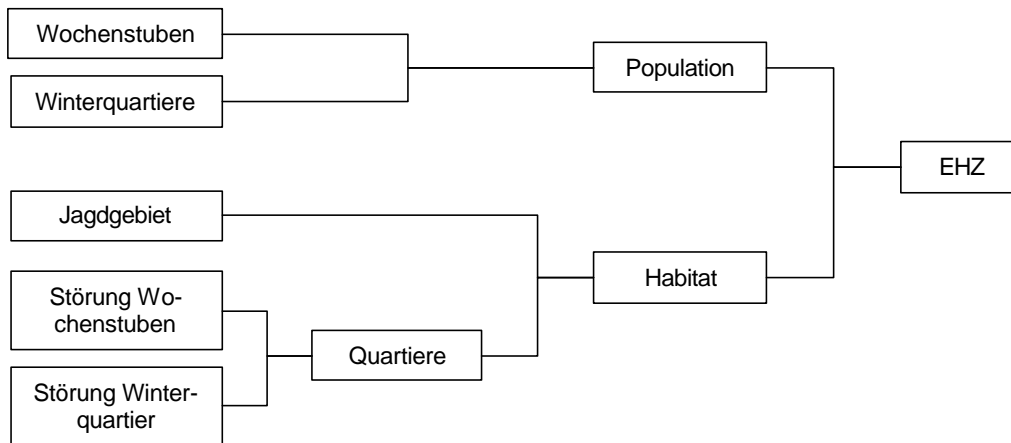 Wochenstuben
Winterquartiere
Population
EHZ
Jagdgebiet
Habitat
Störung Wo-
chenstuben
Quartiere
Störung Winter-
quartier